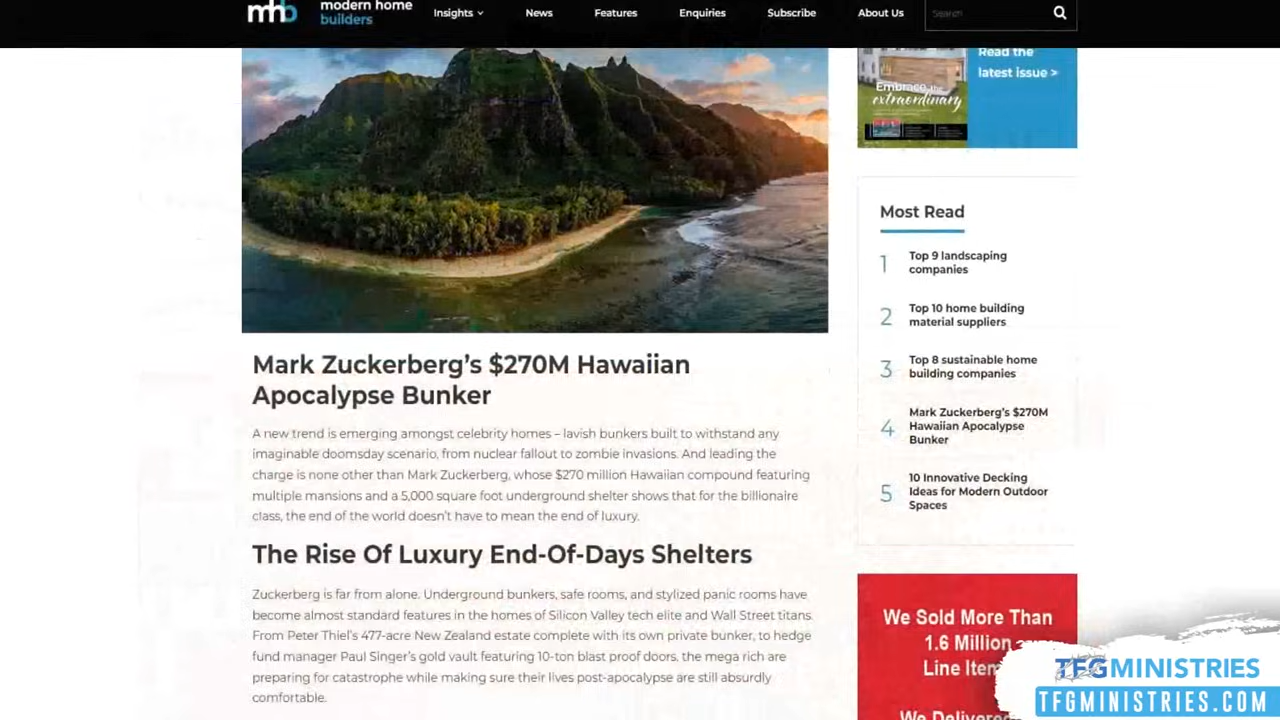 mhb
modern home
builders
Insights
News
Features
Enquiries
Subscribe
About Us
Search
Read the
latest issue >
Embrace the
extraordinary
Mark Zuckerberg's $270M Hawaiian
Apocalypse Bunker
A new trend is emerging amongst celebrity homes – lavish bunkers built to withstand any
imaginable doomsday scenario, from nuclear fallout to zombie invasions. And leading the
charge is none other than Mark Zuckerberg, whose $270 million Hawaiian compound featuring
multiple mansions and a 5,000 square foot underground shelter shows that for the billionaire
class, the end of the world doesn't have to mean the end of luxury.
The Rise Of Luxury End-Of-Days Shelters
Zuckerberg is far from alone. Underground bunkers, safe rooms, and stylized panic rooms have
become almost standard features in the homes of Silicon Valley tech elite and Wall Street titans.
From Peter Thiel's 477-acre New Zealand estate complete with its own private bunker, to hedge
fund manager Paul Singer's gold vault featuring 10-ton blast proof doors, the mega rich are
preparing for catastrophe while making sure their lives post-apocalypse are still absurdly
comfortable.
Most Read
1 Top 9 landscaping
companies
2 Top 10 home building
material suppliers
3 Top 8 sustainable home
building companies
4 Mark Zuckerberg's $270M
Hawaiian Apocalypse
Bunker
5 10 Innovative Decking
Ideas for Modern Outdoor
Spaces
We Sold More Than
1.6 Million
Line
We
TFGMINISTRIES
TFGMINISTRIES.COM